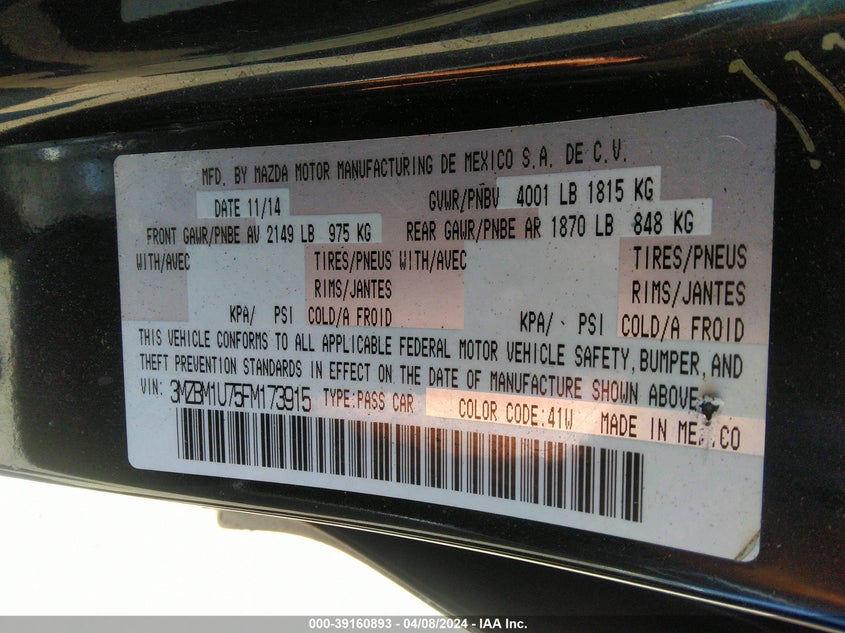 MFD. BY MAZDA MOTOR MANUFACTURING DE MEXICO S.A. DE C.V.
DATE 11/14 GVWR/PNBV 4001 LB 1815 KG
FRONT GAWR/PNBE AV 2149 LB 975 KG REAR GAWR/PNBE AR 1870 LB 848 KG
WITH/AVEC TIRES/PNEUS WITH/AVEC TIRES/PNEUS
RIMS/JANTES RIMS/JANTES
KPA/ PSI COLD/A FROID KPA/ PSI COLD/A FROID
THIS VEHICLE CONFORMS TO ALL APPLICABLE FEDERAL MOTOR VEHICLE SAFETY, BUMPER, AND
THEFT PREVENTION STANDARDS IN EFFECT ON THE DATE OF MANUFACTURE SHOWN ABOVE.
VIN: 3MZBM1U75FM173915 TYPE:PASS CAR COLOR CODE:41W MADE IN MEXICO
000-39160893 - 04/08/2024 - IAA Inc.